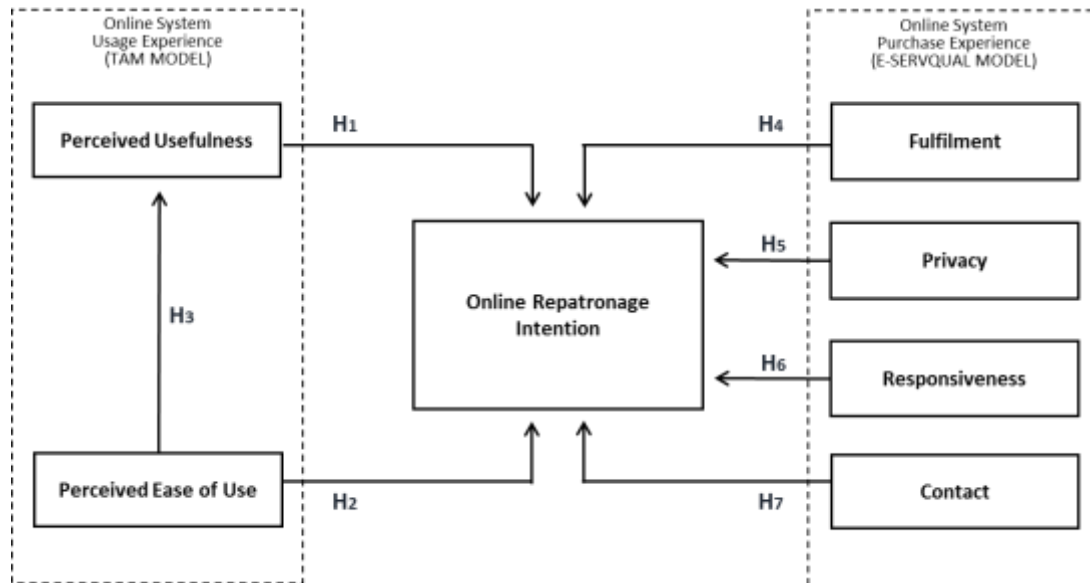 Online System
Usage Experience
(TAM MODEL)
Online System
Purchase Experience
(E-SERVQUAL MODEL)
Perceived Usefulness
H1
H4
Fulfilment
H5
Privacy
Online Repatronage
Intention
H3
H6
Responsiveness
Perceived Ease of Use
H2
H7
Contact